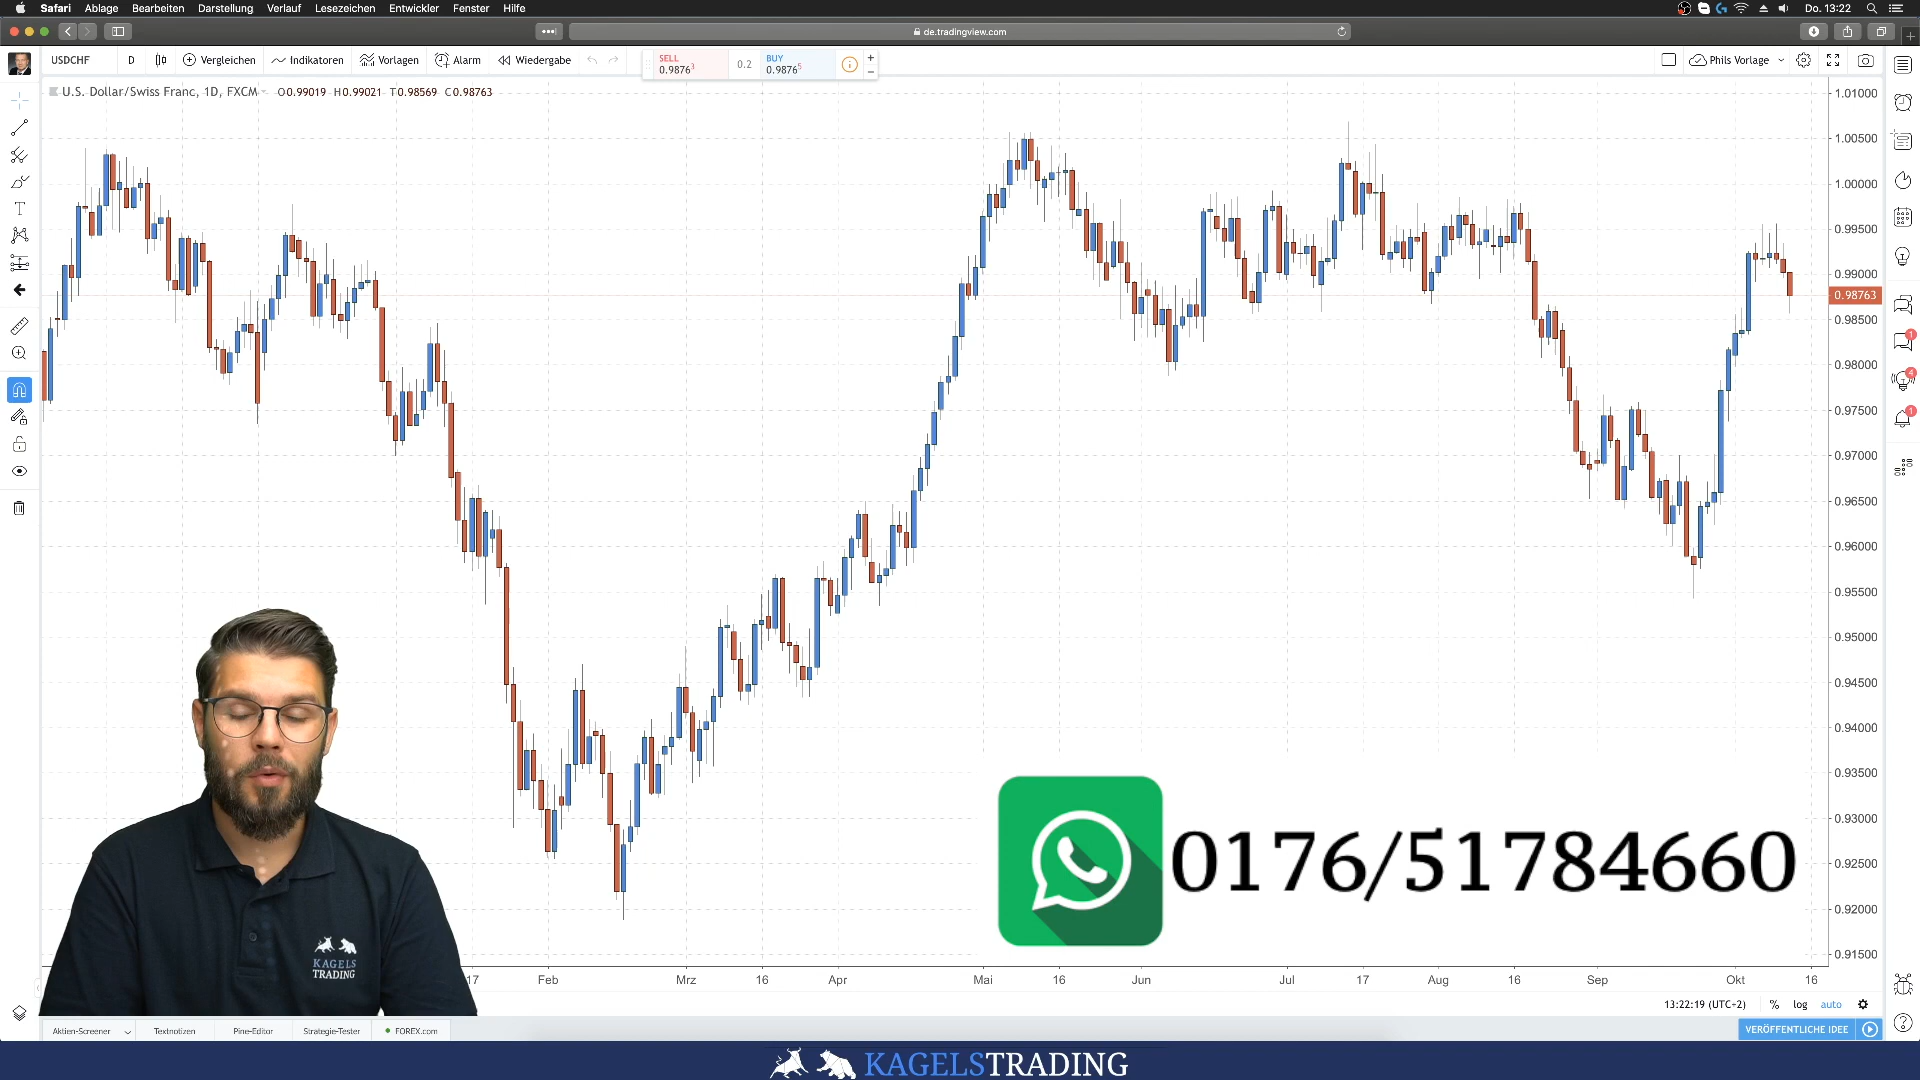 Safari Ablage Bearbeiten Darstellung Verlauf Lesezeichen Entwickler Fenster Hilfe
Do. 13:22
de.tradingview.com
USDCHF D Vergleichen Indikatoren Vorlagen Alarm Wiedergabe
SELL
0.98763
0.2
BUY
0.98765
Phils Vorlage
U.S. Dollar/Swiss Franc, 1D, FXCM O0.99019 H0.99021 T0.98569 C0.98763
1.01000
1.00500
1.00000
0.99500
0.99000
0.98763
0.98500
0.98000
0.97500
0.97000
0.96500
0.96000
0.95500
0.95000
0.94500
0.94000
0.93500
0.93000
0.92500
0.92000
0.91500
1
4
1
0176/51784660
KAGELS
TRADING
17 Feb Mrz 16 Apr Mai 16 Jun Jul 17 Aug 16 Sep Okt 16
13:22:19 (UTC+2) % log auto
Aktien-Screener Textnotizen Pine-Editor Strategie-Tester FOREX.com
VERÖFFENTLICHE IDEE
KAGELSTRADING